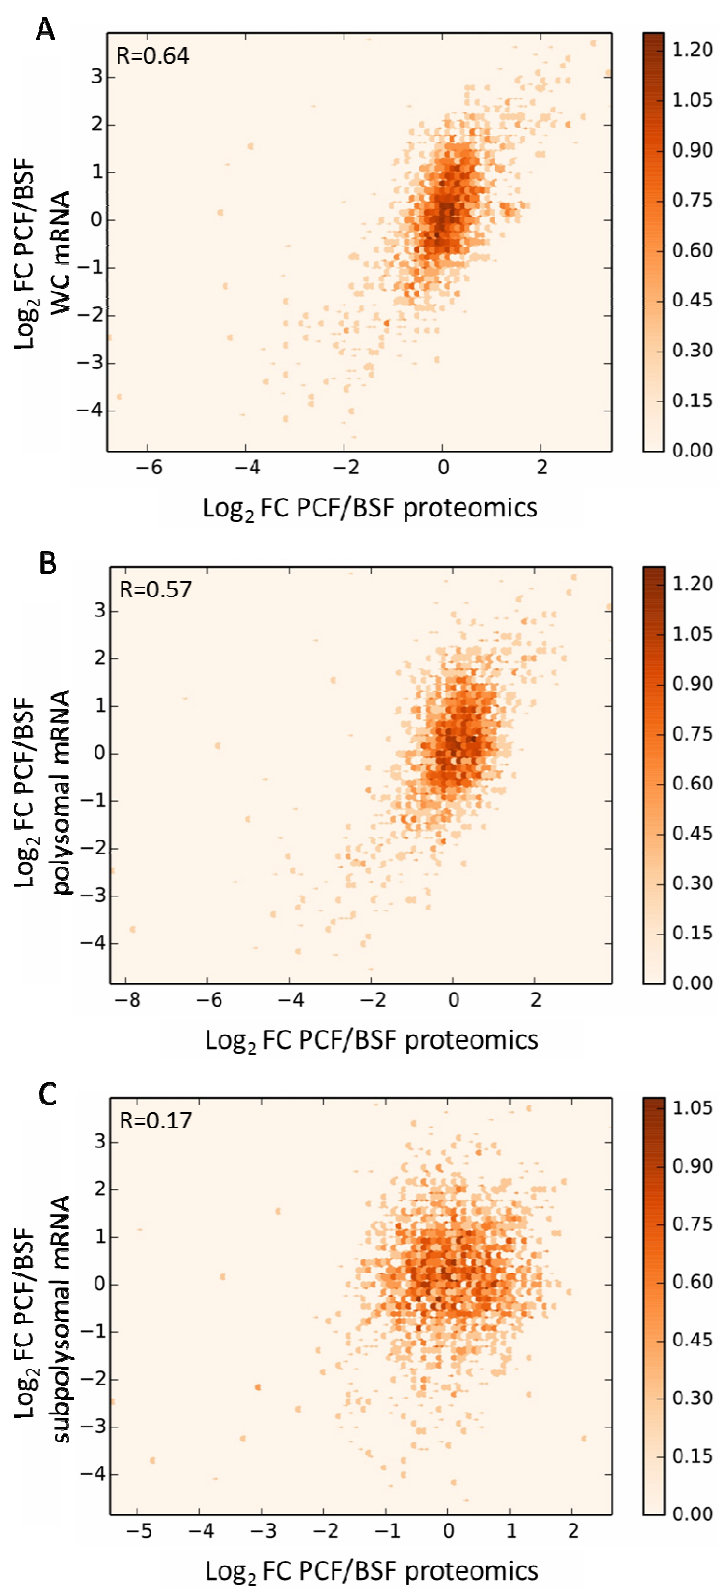 A
R=0.64
Log2 FC PCF/BSF
WC mRNA
3
2
1
0
−1
−2
−3
−4
−6 −4 −2 0 2
Log2 FC PCF/BSF proteomics
1.20
1.05
0.90
0.75
0.60
0.45
0.30
0.15
0.00
B
R=0.57
Log2 FC PCF/BSF
polysomal mRNA
3
2
1
0
−1
−2
−3
−4
−8 −6 −4 −2 0 2
Log2 FC PCF/BSF proteomics
1.20
1.05
0.90
0.75
0.60
0.45
0.30
0.15
0.00
C
R=0.17
Log2 FC PCF/BSF
subpolysomal mRNA
3
2
1
0
−1
−2
−3
−4
−5 −4 −3 −2 −1 0 1 2
Log2 FC PCF/BSF proteomics
1.05
0.90
0.75
0.60
0.45
0.30
0.15
0.00